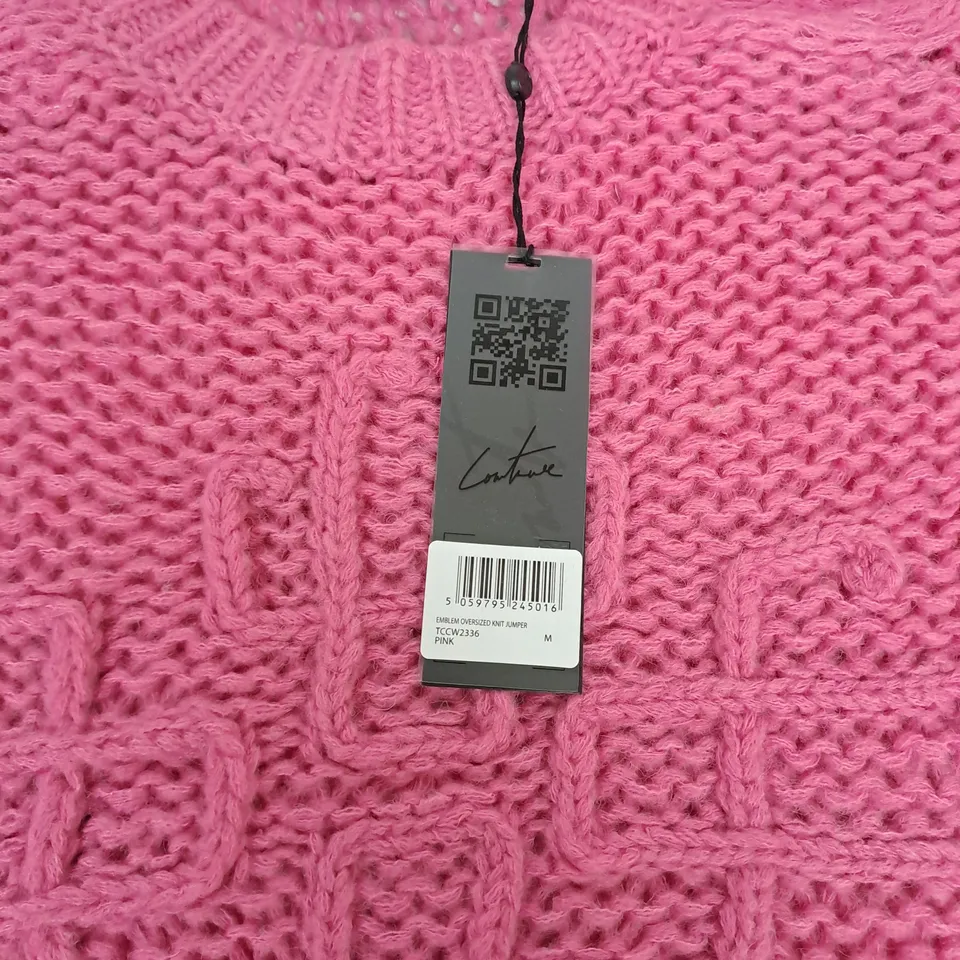 Couture
5 059795 245016
EMBLEM OVERSIZED KNIT JUMPER
TCCW2336 M
PINK